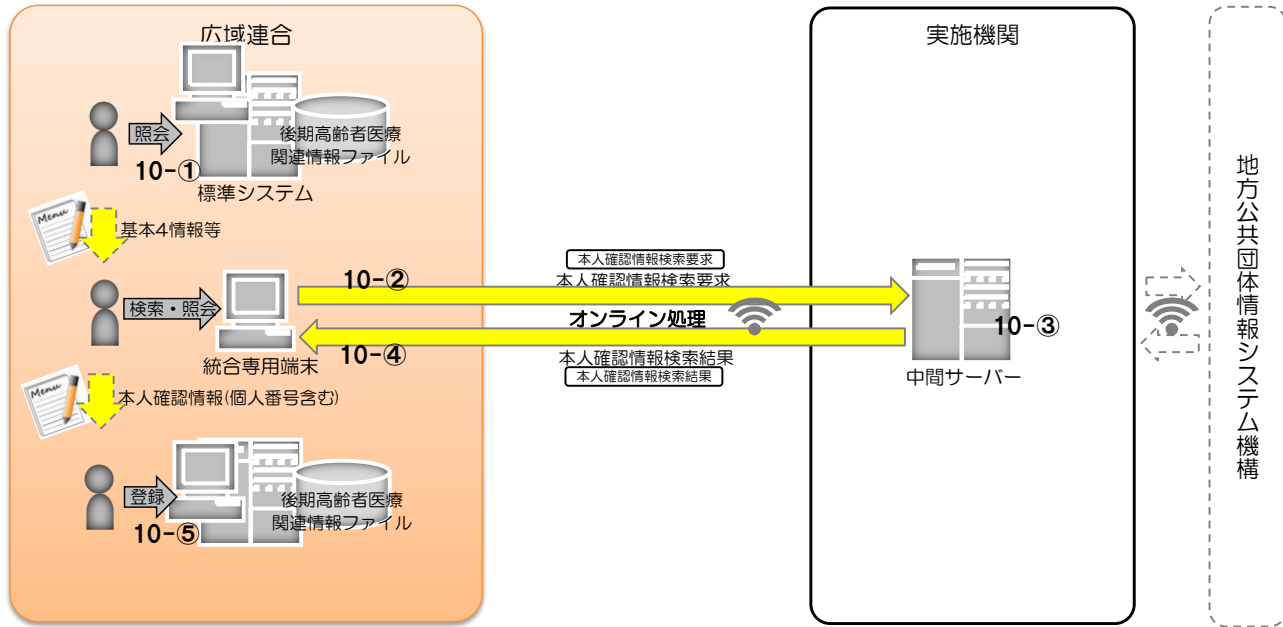 広域連合
照会
10-①
後期高齢者医療
関連情報ファイル
標準システム
Menu
基本4情報等
検索・照会
統合専用端末
Menu
本人確認情報(個人番号含む)
登録
10-⑤
後期高齢者医療
関連情報ファイル
10-②
本人確認情報検索要求
本人確認情報検索要求
オンライン処理
10-④
本人確認情報検索結果
本人確認情報検索結果
実施機関
10-③
中間サーバー
地方公共団体情報システム機構